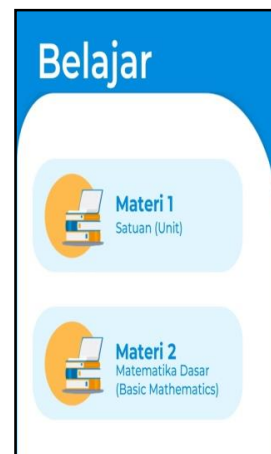 Belajar
Materi 1
Satuan (Unit)
Materi 2
Matematika Dasar
(Basic Mathematics)